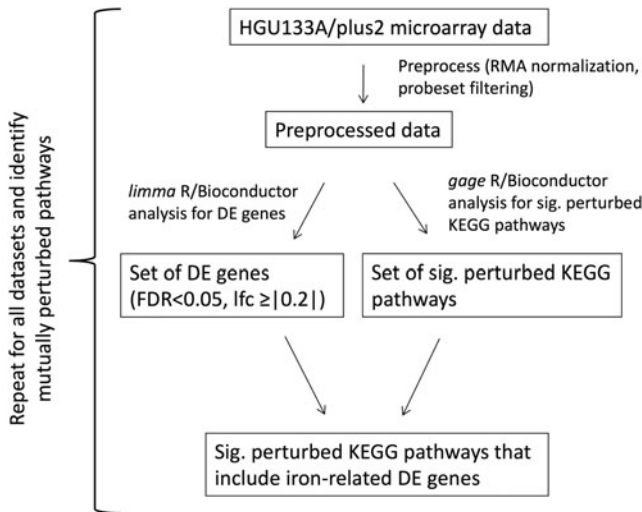 Repeat for all datasets and identify
mutually perturbed pathways
HGU133A/plus2 microarray data
Preprocess (RMA normalization,
probeset filtering)
Preprocessed data
limma R/Bioconductor
analysis for DE genes
gage R/Bioconductor
analysis for sig. perturbed
KEGG pathways
Set of DE genes
(FDR<0.05, lfc ≥|0.2|)
Set of sig. perturbed KEGG
pathways
Sig. perturbed KEGG pathways that
include iron-related DE genes